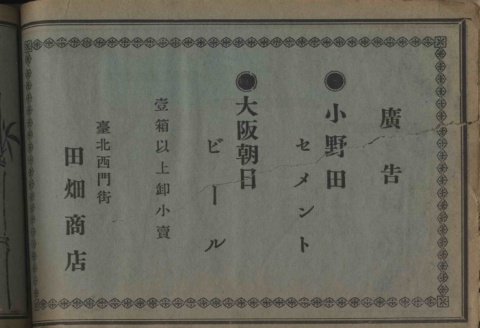 廣告
●小野田
セメント
●大阪朝日
ビール
壹箱以上卸小賣
臺北西門街
田畑商店